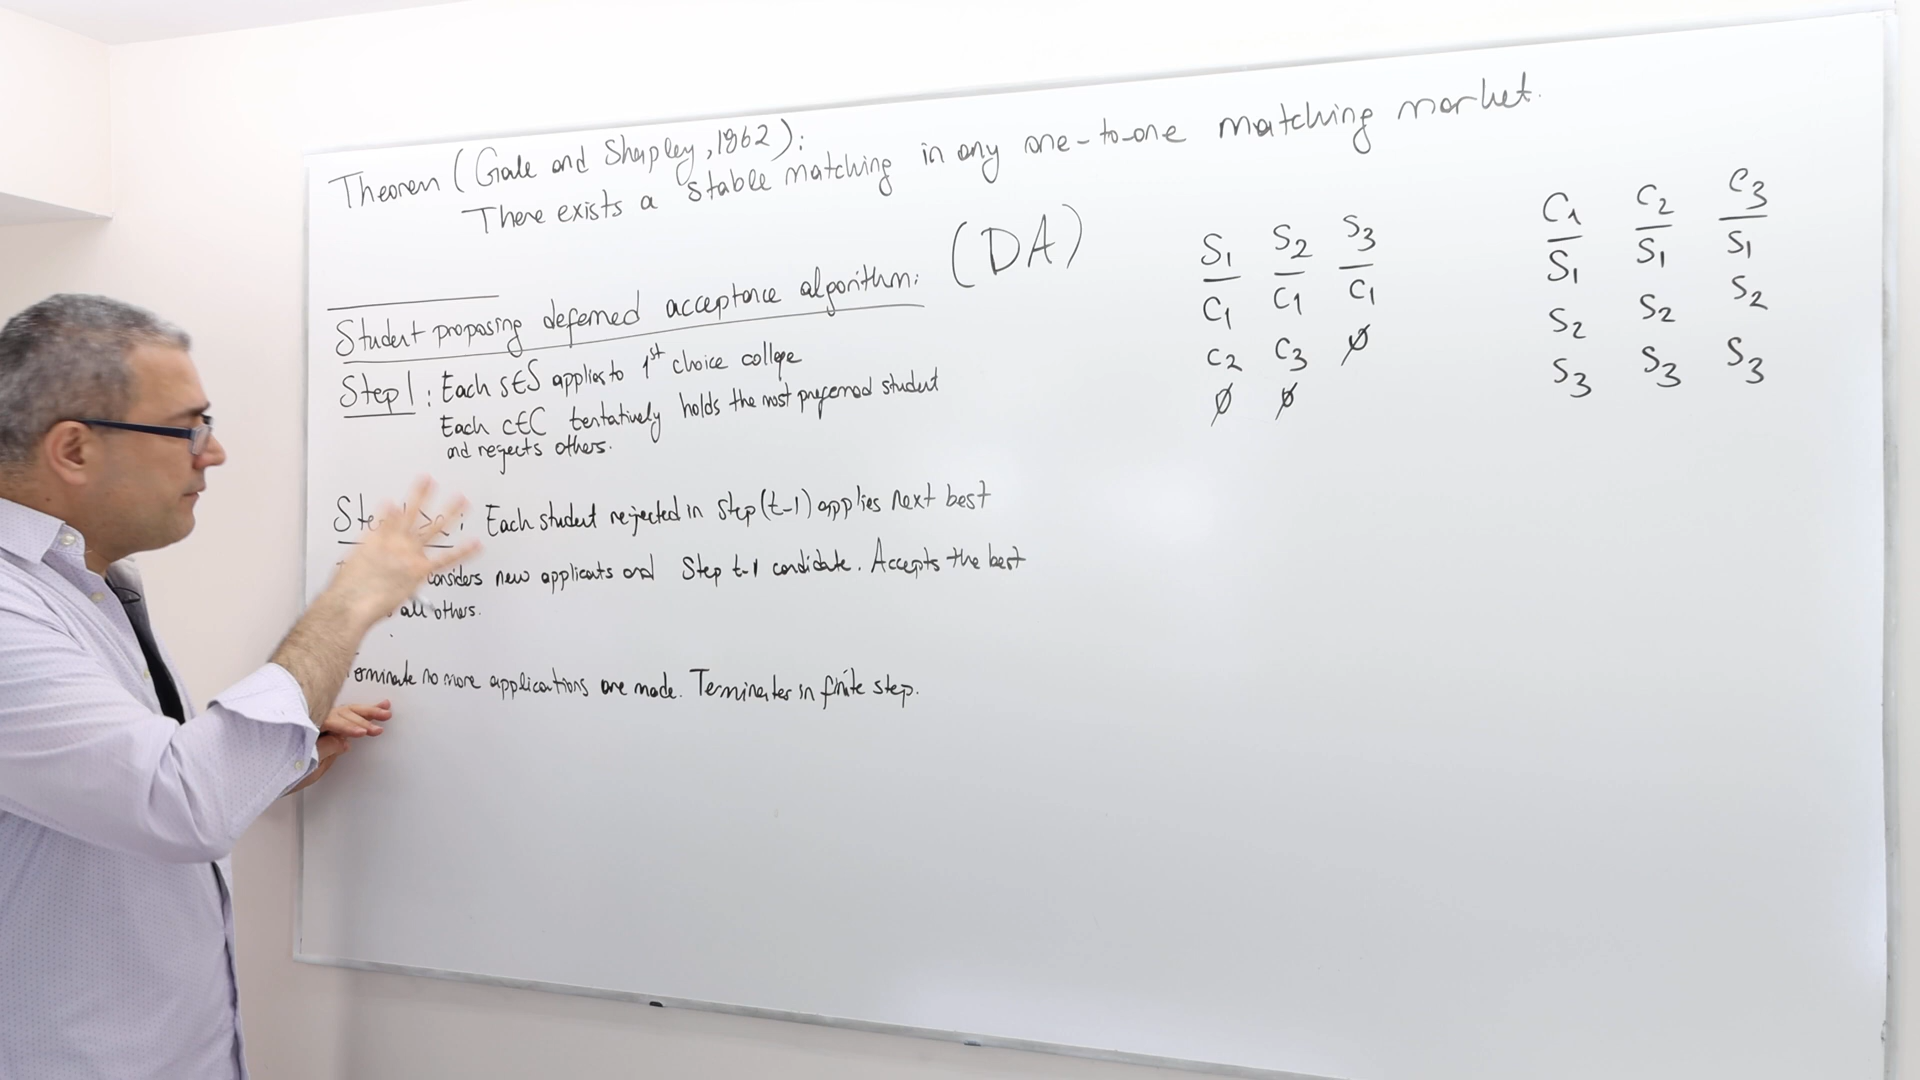 Theorem (Gale and Shapley, 1962):
There exists a stable matching in any one-to-one matching market.
Student proposing deferred acceptance algorithm: (DA)
Step 1: Each s∈S applies to 1st choice college
Each c∈C tentatively holds the most preferred student
and rejects others.
Each student rejected in Step (t-1) applies next best
considers new applicants and Step t-1 candidate. Accepts the best
all others.
Terminate no more applications are made. Terminates in finite step.
S1 S2 S3
C1 C1 C1
C2 C3 ∅
∅ ∅
C1 C2 C3
S1 S1 S1
S2 S2 S2
S3 S3 S3